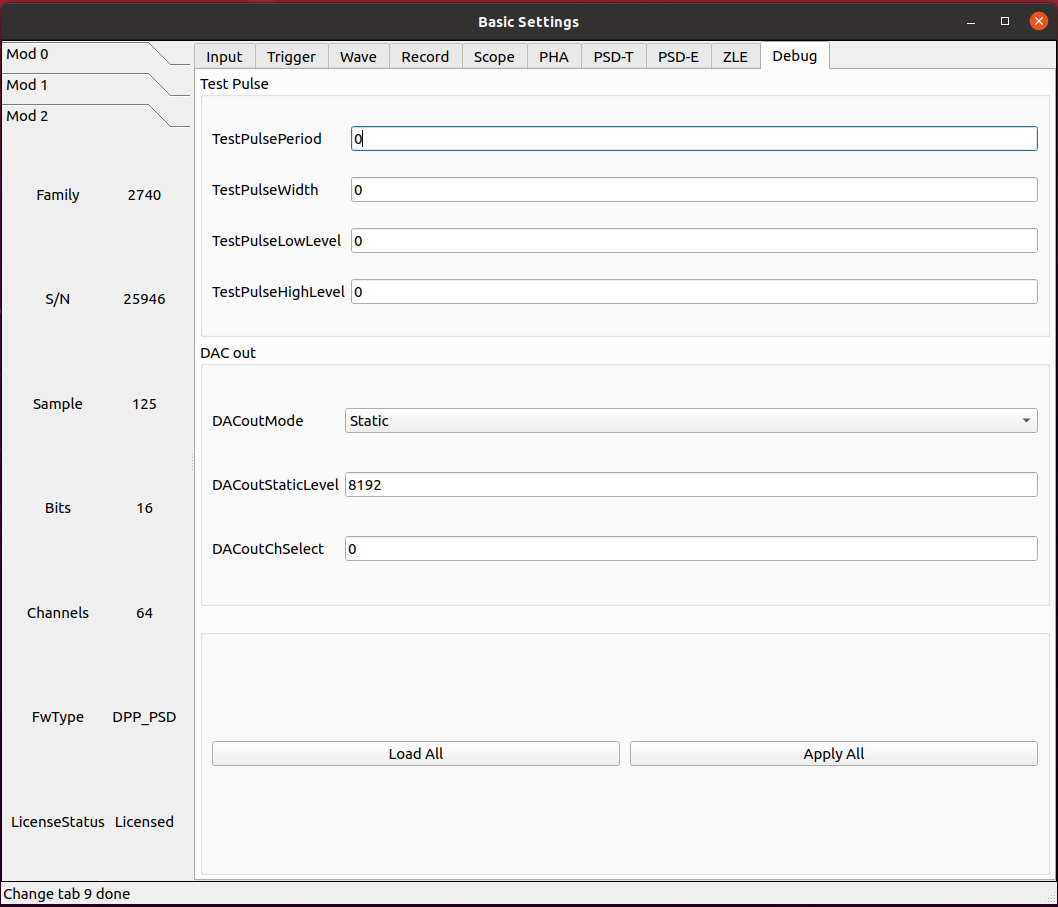 Basic Settings
Mod 0
Mod 1
Mod 2
Family 2740
S/N 25946
Sample 125
Bits 16
Channels 64
FwType DPP_PSD
LicenseStatus Licensed
Input Trigger Wave Record Scope PHA PSD-T PSD-E ZLE Debug
Test Pulse
TestPulsePeriod 0
TestPulseWidth 0
TestPulseLowLevel 0
TestPulseHighLevel 0
DAC out
DACoutMode Static
DACoutStaticLevel 8192
DACoutChSelect 0
Load All Apply All
Change tab 9 done